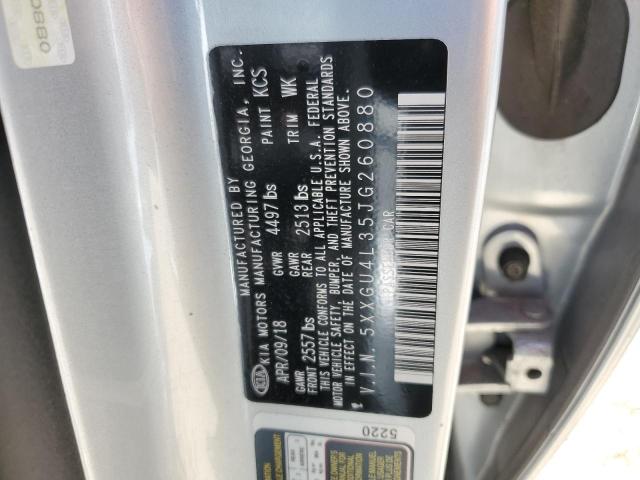 KIA
MANUFACTURED BY
KIA MOTORS MANUFACTURING GEORGIA, INC.
APR/09/18 GVWR 4497 lbs PAINT KCS
GAWR FRONT 2557 lbs GAWR REAR 2513 lbs TRIM WK
THIS VEHICLE CONFORMS TO ALL APPLICABLE U.S.A. FEDERAL
MOTOR VEHICLE SAFETY, BUMPER, AND THEFT PREVENTION STANDARDS
IN EFFECT ON THE DATE OF MANUFACTURE SHOWN ABOVE.
V.I.N. 5XXGU4L35JG260880
CAR
5220
0880